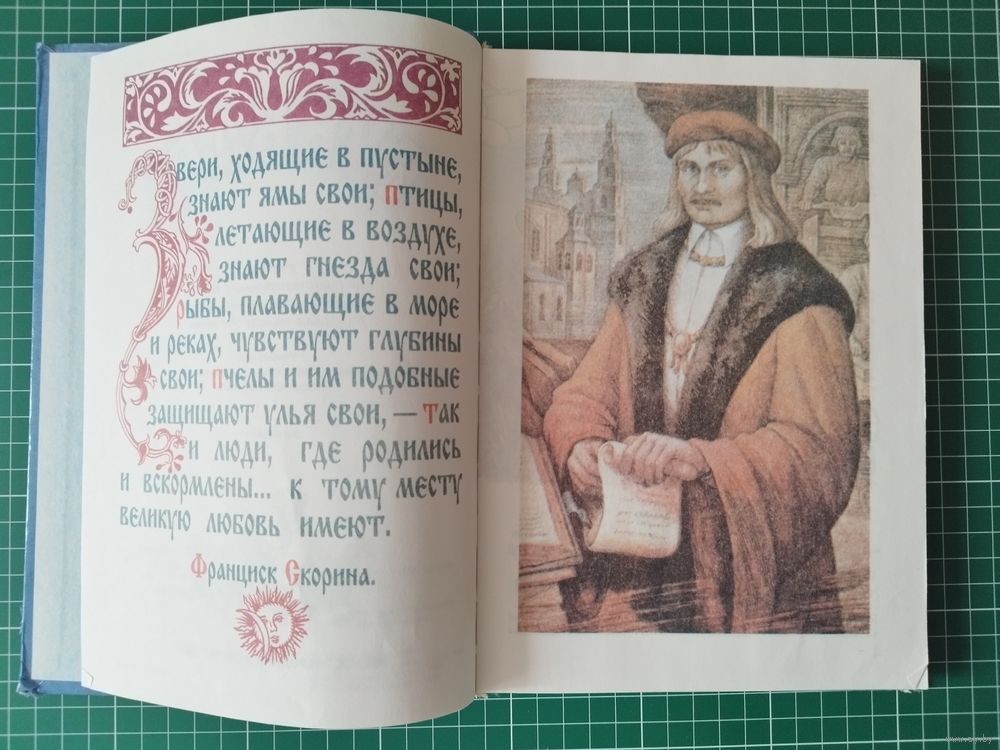 Звери, ходящие в пустыне,
знают ямы свои; птицы,
летающие в воздухе,
знают гнезда свои;
рыбы, плавающие в море
и реках, чувствуют глубины
свои; пчелы и им подобные
защищают улья свои, — так
и люди, где родились
и вскормлены... к тому месту
великую любовь имеют.
Франциск Скорина.